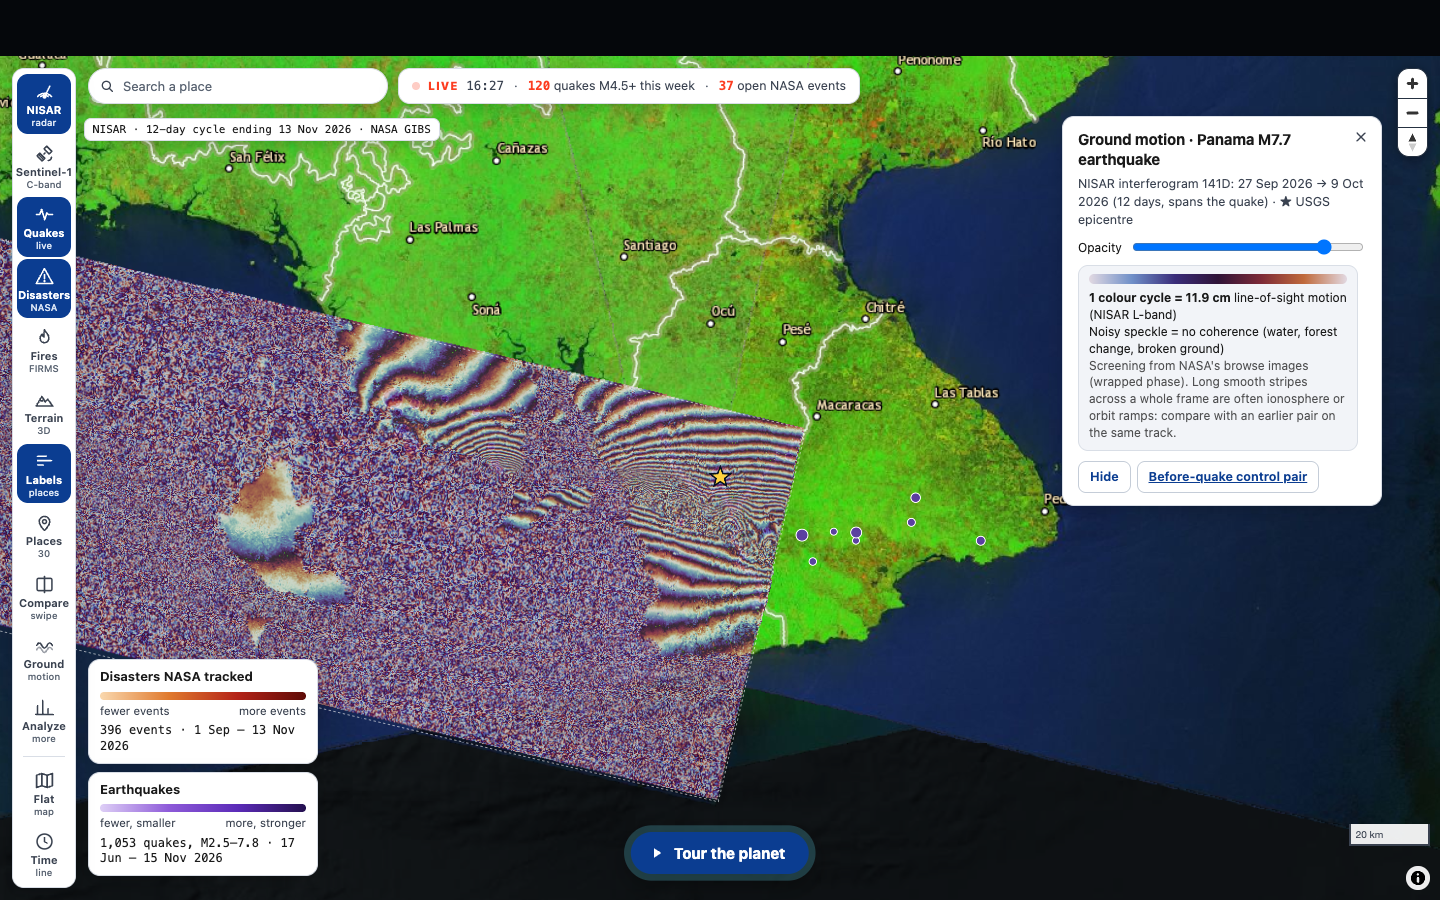 NISAR
radar
Sentinel-1
C-band
Quakes
live
Disasters
NASA
Fires
FIRMS
Terrain
3D
Labels
places
Places
30
Compare
swipe
Ground
motion
Analyze
more
Flat
map
Time
line
Search a place
LIVE 16:27 · 120 quakes M4.5+ this week · 37 open NASA events
NISAR · 12-day cycle ending 13 Nov 2026 · NASA GIBS
Penonomé
Río Hato
San Félix
Cañazas
Las Palmas
Santiago
Soná
Ocú
Pesé
Chitré
Macaracas
Las Tablas
Ground motion · Panama M7.7
earthquake
NISAR interferogram 141D: 27 Sep 2026 → 9 Oct
2026 (12 days, spans the quake) · ★ USGS
epicentre
Opacity
1 colour cycle = 11.9 cm line-of-sight motion
(NISAR L-band)
Noisy speckle = no coherence (water, forest
change, broken ground)
Screening from NASA's browse images
(wrapped phase). Long smooth stripes
across a whole frame are often ionosphere or
orbit ramps: compare with an earlier pair on
the same track.
Hide
Before-quake control pair
Disasters NASA tracked
fewer events more events
396 events · 1 Sep – 13 Nov
2026
Earthquakes
fewer, smaller more, stronger
1,053 quakes, M2.5–7.8 · 17
Jun – 15 Nov 2026
Tour the planet
20 km